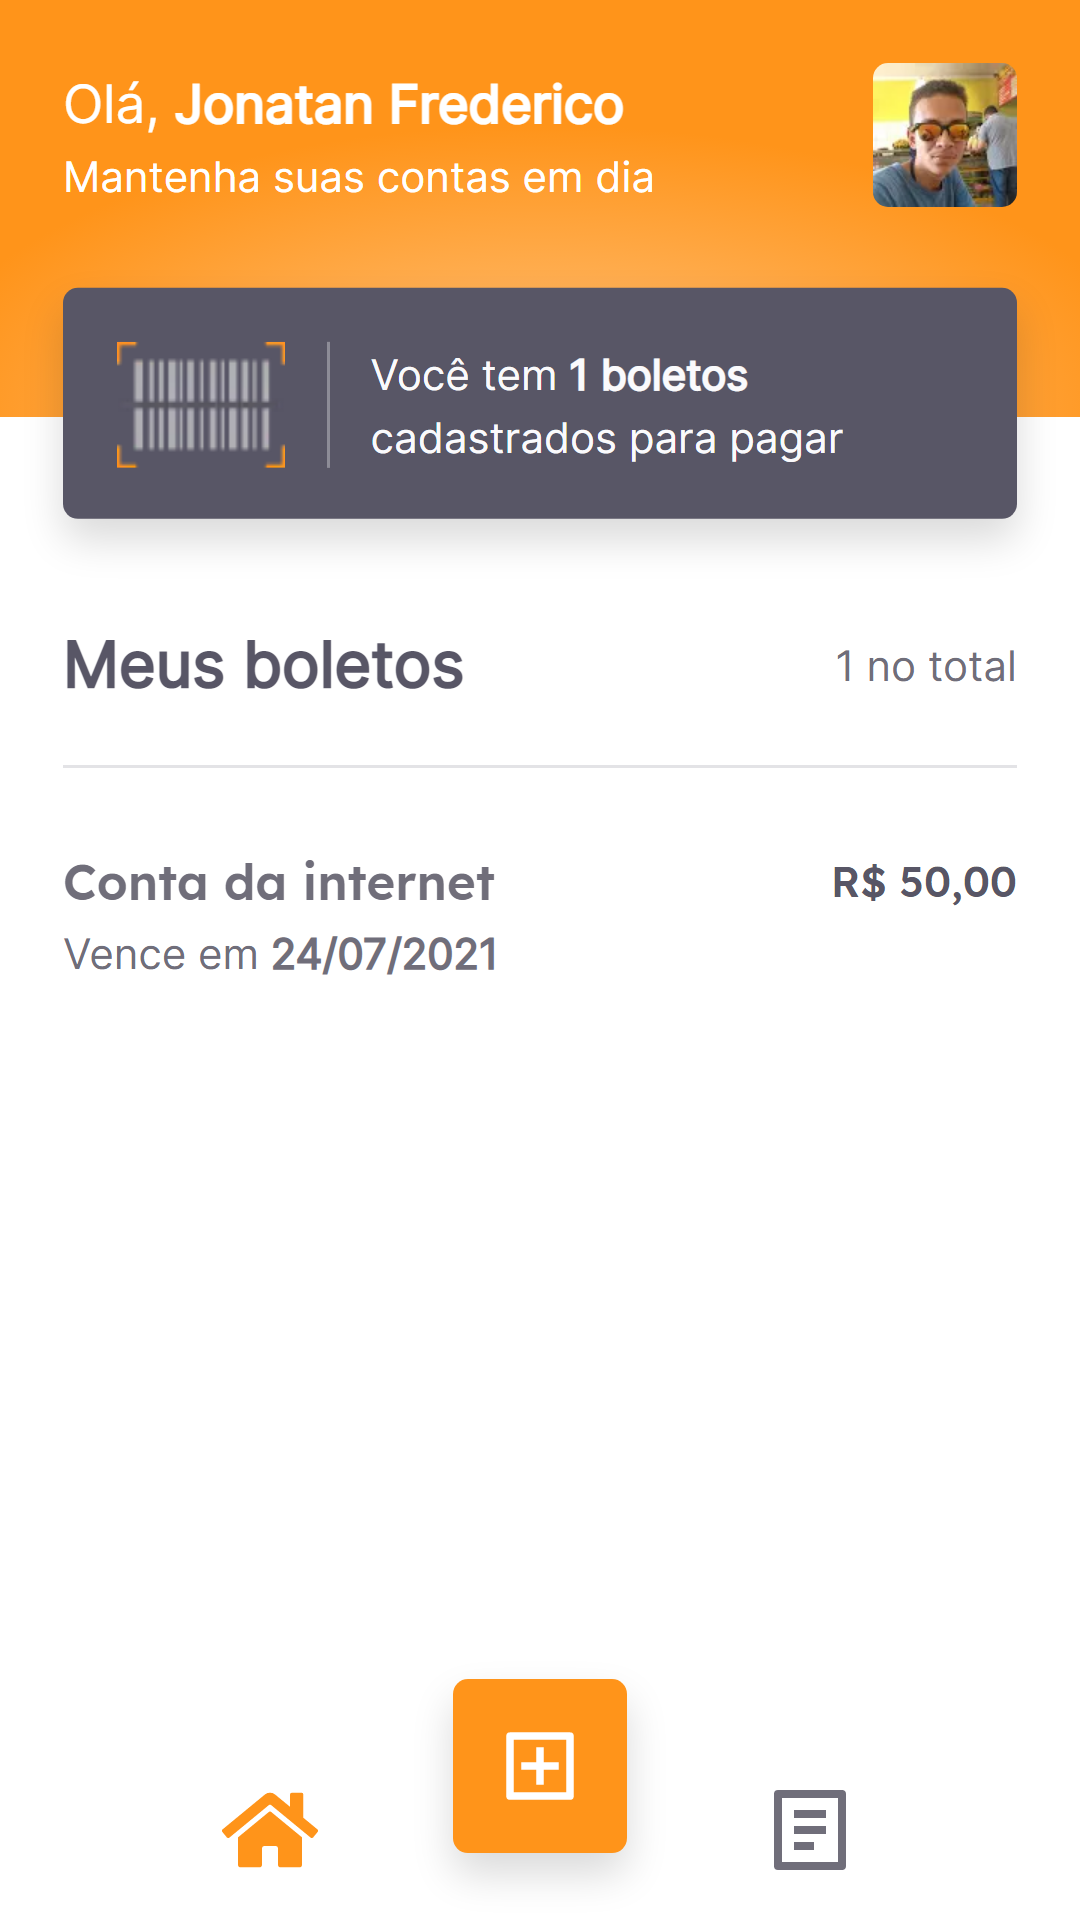 Olá, Jonatan Frederico
Mantenha suas contas em dia
Você tem 1 boletos
cadastrados para pagar
Meus boletos
1 no total
Conta da internet
R$ 50,00
Vence em 24/07/2021